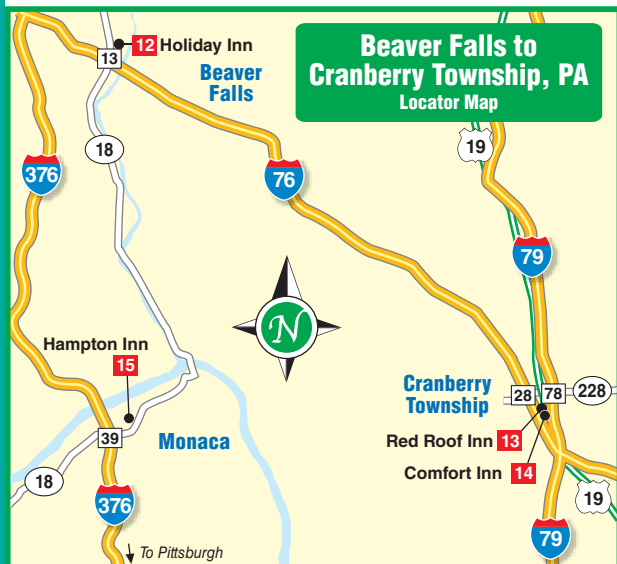 Beaver Falls to
Cranberry Township, PA
Locator Map
12 Holiday Inn
13
Beaver
Falls
19
18
376
76
79
N
Hampton Inn
15
Cranberry
Township
28
78
228
Red Roof Inn 13
39
Monaca
Comfort Inn 14
18
376
19
79
To Pittsburgh